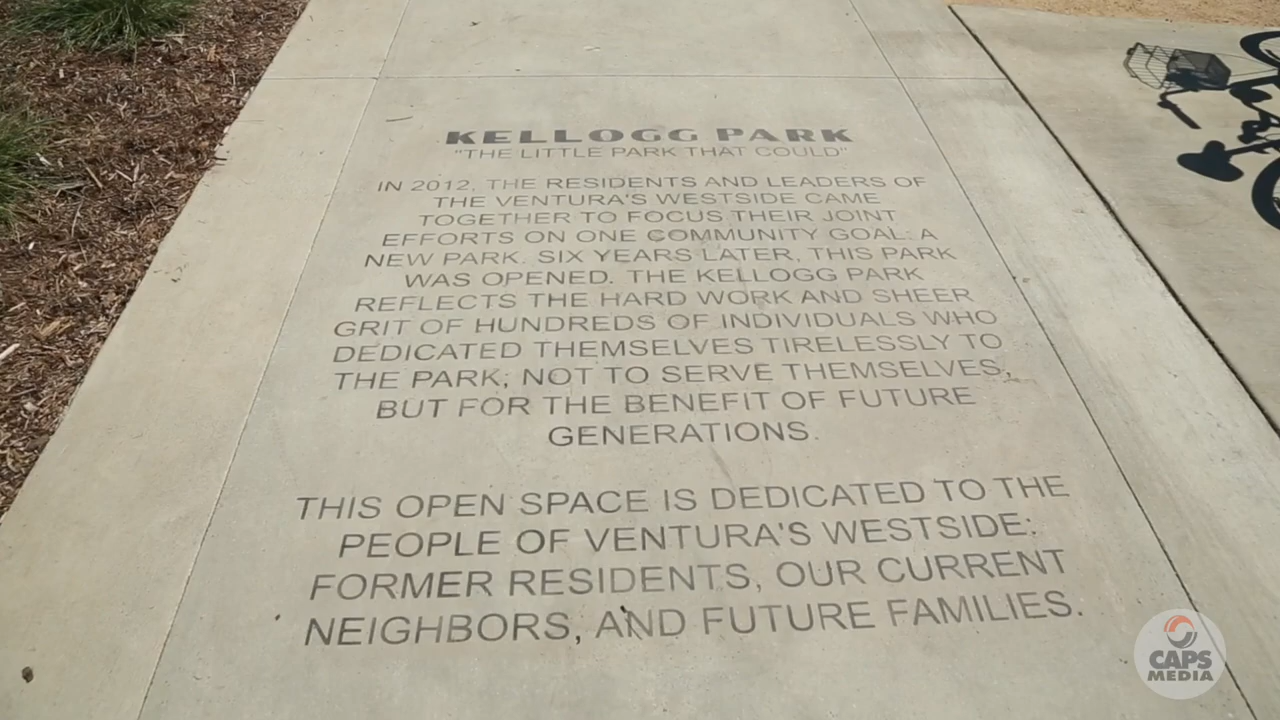 KELLOGG PARK
"THE LITTLE PARK THAT COULD"
IN 2012, THE RESIDENTS AND LEADERS OF
THE VENTURA'S WESTSIDE CAME
TOGETHER TO FOCUS THEIR JOINT
EFFORTS ON ONE COMMUNITY GOAL: A
NEW PARK. SIX YEARS LATER, THIS PARK
WAS OPENED. THE KELLOGG PARK
REFLECTS THE HARD WORK AND SHEER
GRIT OF HUNDREDS OF INDIVIDUALS WHO
DEDICATED THEMSELVES TIRELESSLY TO
THE PARK; NOT TO SERVE THEMSELVES,
BUT FOR THE BENEFIT OF FUTURE
GENERATIONS.
THIS OPEN SPACE IS DEDICATED TO THE
PEOPLE OF VENTURA'S WESTSIDE:
FORMER RESIDENTS, OUR CURRENT
NEIGHBORS, AND FUTURE FAMILIES.
CAPS
MEDIA